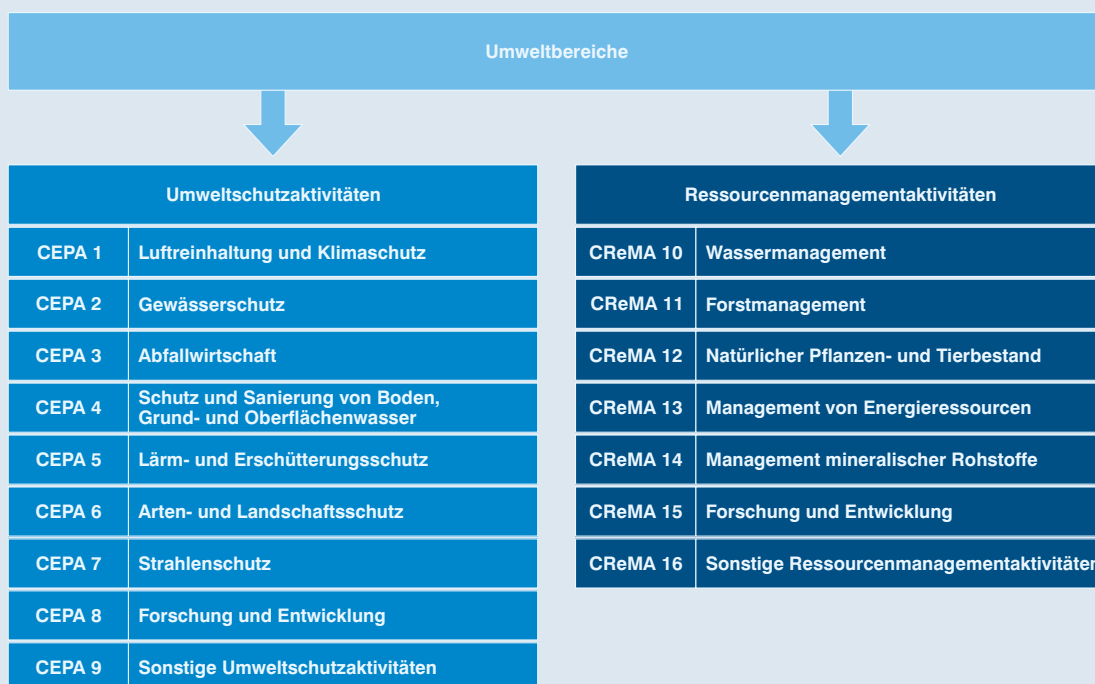 Umweltbereiche
Umweltschutzaktivitäten
CEPA 1 Luftreinhaltung und Klimaschutz
CEPA 2 Gewässerschutz
CEPA 3 Abfallwirtschaft
CEPA 4 Schutz und Sanierung von Boden,
Grund- und Oberflächenwasser
CEPA 5 Lärm- und Erschütterungsschutz
CEPA 6 Arten- und Landschaftsschutz
CEPA 7 Strahlenschutz
CEPA 8 Forschung und Entwicklung
CEPA 9 Sonstige Umweltschutzaktivitäten
Ressourcenmanagementaktivitäten
CReMA 10 Wassermanagement
CReMA 11 Forstmanagement
CReMA 12 Natürlicher Pflanzen- und Tierbestand
CReMA 13 Management von Energieressourcen
CReMA 14 Management mineralischer Rohstoffe
CReMA 15 Forschung und Entwicklung
CReMA 16 Sonstige Ressourcenmanagementaktivitäten